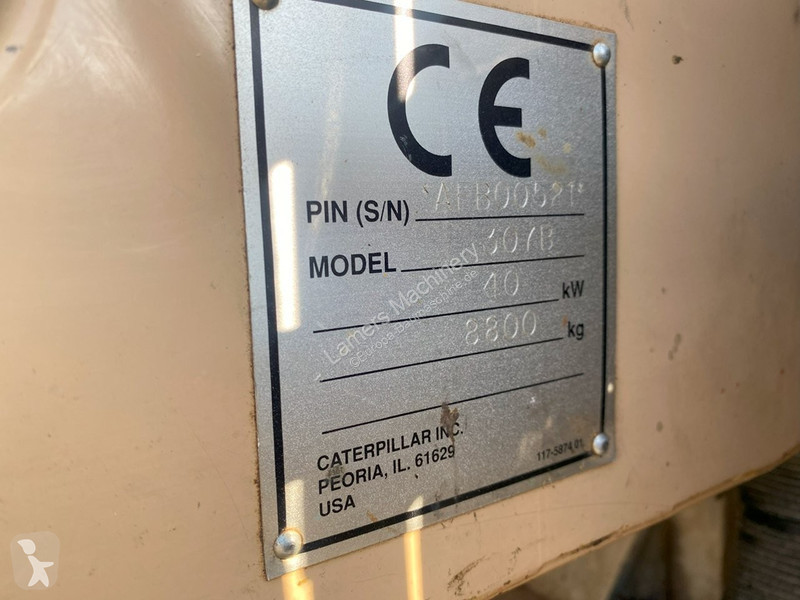 CE
PIN (S/N) *AFB00521*
MODEL 307B
40 kW
8800 kg
Lamers Machinery
CATERPILLAR INC.
PEORIA, IL. 61629
USA
117-5874 01